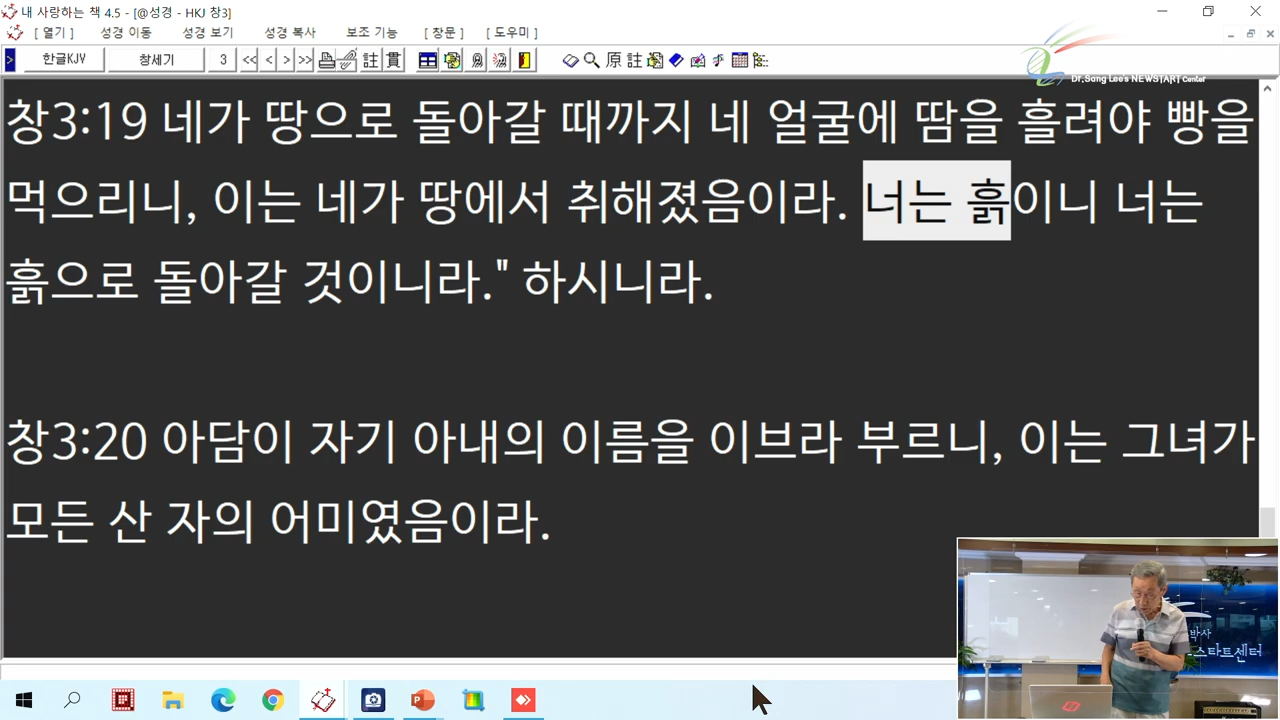 내 사랑하는 책 4.5 - [@성경 - HKJ 창3]
[ 열기 ] 성경 이동 성경 보기 성경 복사 보조 기능 [ 창문 ] [ 도우미 ]
한글KJV 창세기 3 << < > >> 註 貫 原 註
Dr.Sang Lee's NEWSTART Center
창3:19 네가 땅으로 돌아갈 때까지 네 얼굴에 땀을 흘려야 빵을
먹으리니, 이는 네가 땅에서 취해졌음이라. 너는 흙이니 너는
흙으로 돌아갈 것이니라." 하시니라.
창3:20 아담이 자기 아내의 이름을 이브라 부르니, 이는 그녀가
모든 산 자의 어미였음이라.
박사
스타트센터